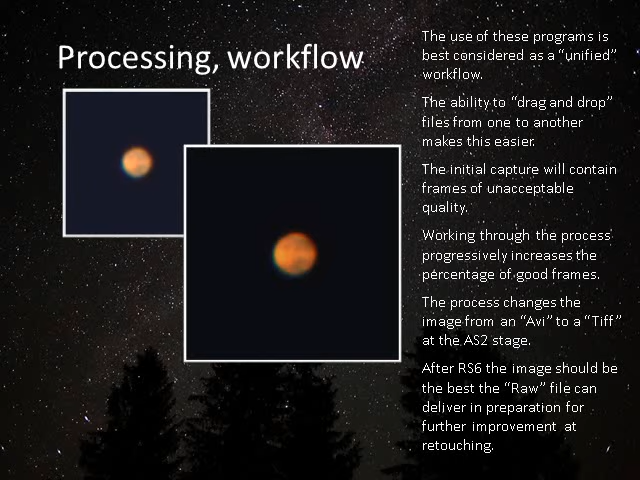 Processing, workflow
The use of these programs is
best considered as a “unified”
workflow.
The ability to “drag and drop”
files from one to another
makes this easier.
The initial capture will contain
frames of unacceptable
quality.
Working through the process
progressively increases the
percentage of good frames.
The process changes the
image from an “Avi” to a “Tiff”
at the AS2 stage.
After RS6 the image should be
the best the “Raw” file can
deliver in preparation for
further improvement at
retouching.